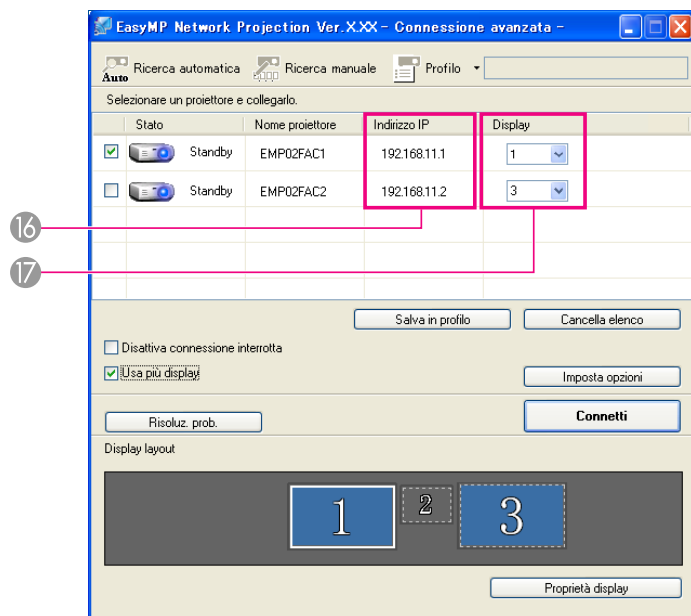 EasyMP Network Projection Ver.X.XX - Connessione avanzata -
Auto Ricerca automatica Ricerca manuale Profilo
Selezionare un proiettore e collegarlo.
Stato Nome proiettore Indirizzo IP Display
Standby EMP02FAC1 192.168.11.1 1
Standby EMP02FAC2 192.168.11.2 3
16
17
Salva in profilo Cancella elenco
Disattiva connessione interrotta
Usa più display
Imposta opzioni
Risoluz. prob. Connetti
Display layout
1 2 3
Proprietà display